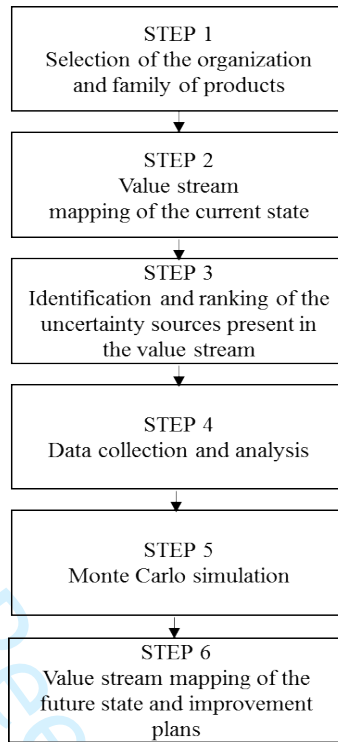 STEP 1
Selection of the organization
and family of products
STEP 2
Value stream
mapping of the current state
STEP 3
Identification and ranking of the
uncertainty sources present in
the value stream
STEP 4
Data collection and analysis
STEP 5
Monte Carlo simulation
STEP 6
Value stream mapping of the
future state and improvement
plans